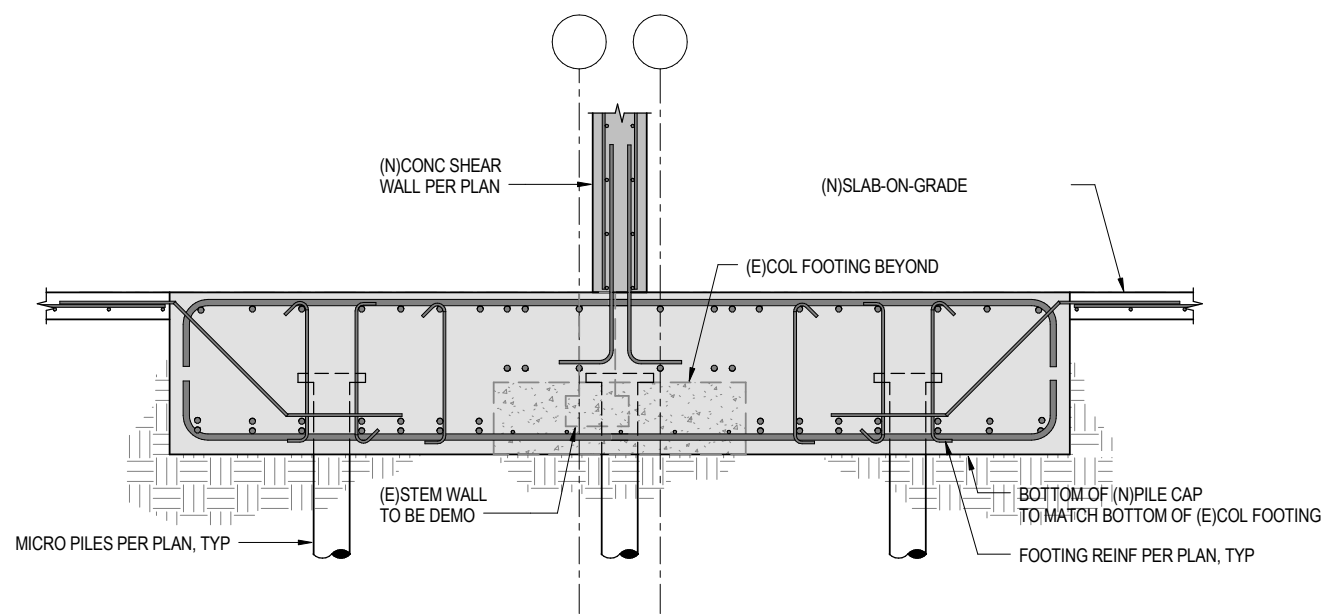 (N)CONC SHEAR
WALL PER PLAN
(N)SLAB-ON-GRADE
(E)COL FOOTING BEYOND
(E)STEM WALL
TO BE DEMO
BOTTOM OF (N)PILE CAP
TO MATCH BOTTOM OF (E)COL FOOTING
MICRO PILES PER PLAN, TYP
FOOTING REINF PER PLAN, TYP